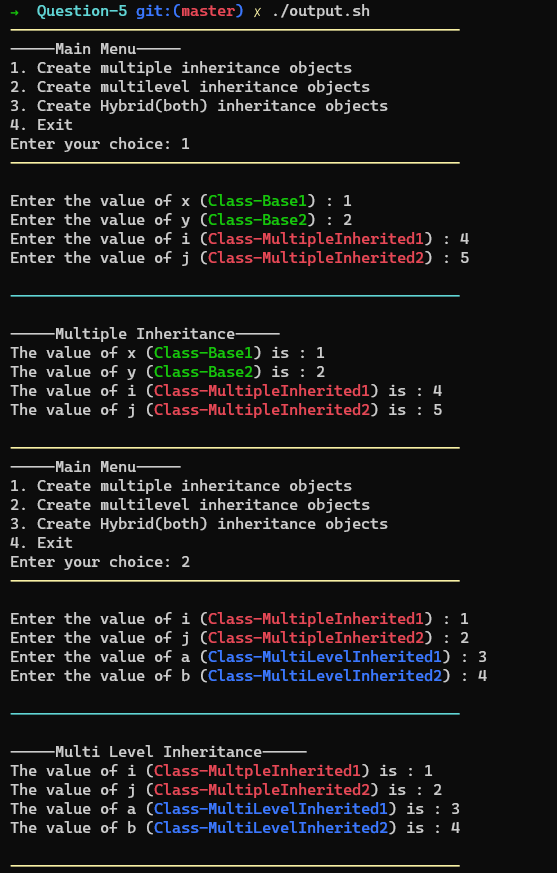 → Question-5 git:(master) ✗ ./output.sh
-----Main Menu-----
1. Create multiple inheritance objects
2. Create multilevel inheritance objects
3. Create Hybrid(both) inheritance objects
4. Exit
Enter your choice: 1
Enter the value of x (Class-Base1) : 1
Enter the value of y (Class-Base2) : 2
Enter the value of i (Class-MultipleInherited1) : 4
Enter the value of j (Class-MultipleInherited2) : 5
-----Multiple Inheritance-----
The value of x (Class-Base1) is : 1
The value of y (Class-Base2) is : 2
The value of i (Class-MultipleInherited1) is : 4
The value of j (Class-MultipleInherited2) is : 5
-----Main Menu-----
1. Create multiple inheritance objects
2. Create multilevel inheritance objects
3. Create Hybrid(both) inheritance objects
4. Exit
Enter your choice: 2
Enter the value of i (Class-MultipleInherited1) : 1
Enter the value of j (Class-MultipleInherited2) : 2
Enter the value of a (Class-MultiLevelInherited1) : 3
Enter the value of b (Class-MultiLevelInherited2) : 4
-----Multi Level Inheritance-----
The value of i (Class-MultpleInherited1) is : 1
The value of j (Class-MultipleInherited2) is : 2
The value of a (Class-MultiLevelInherited1) is : 3
The value of b (Class-MultiLevelInherited2) is : 4